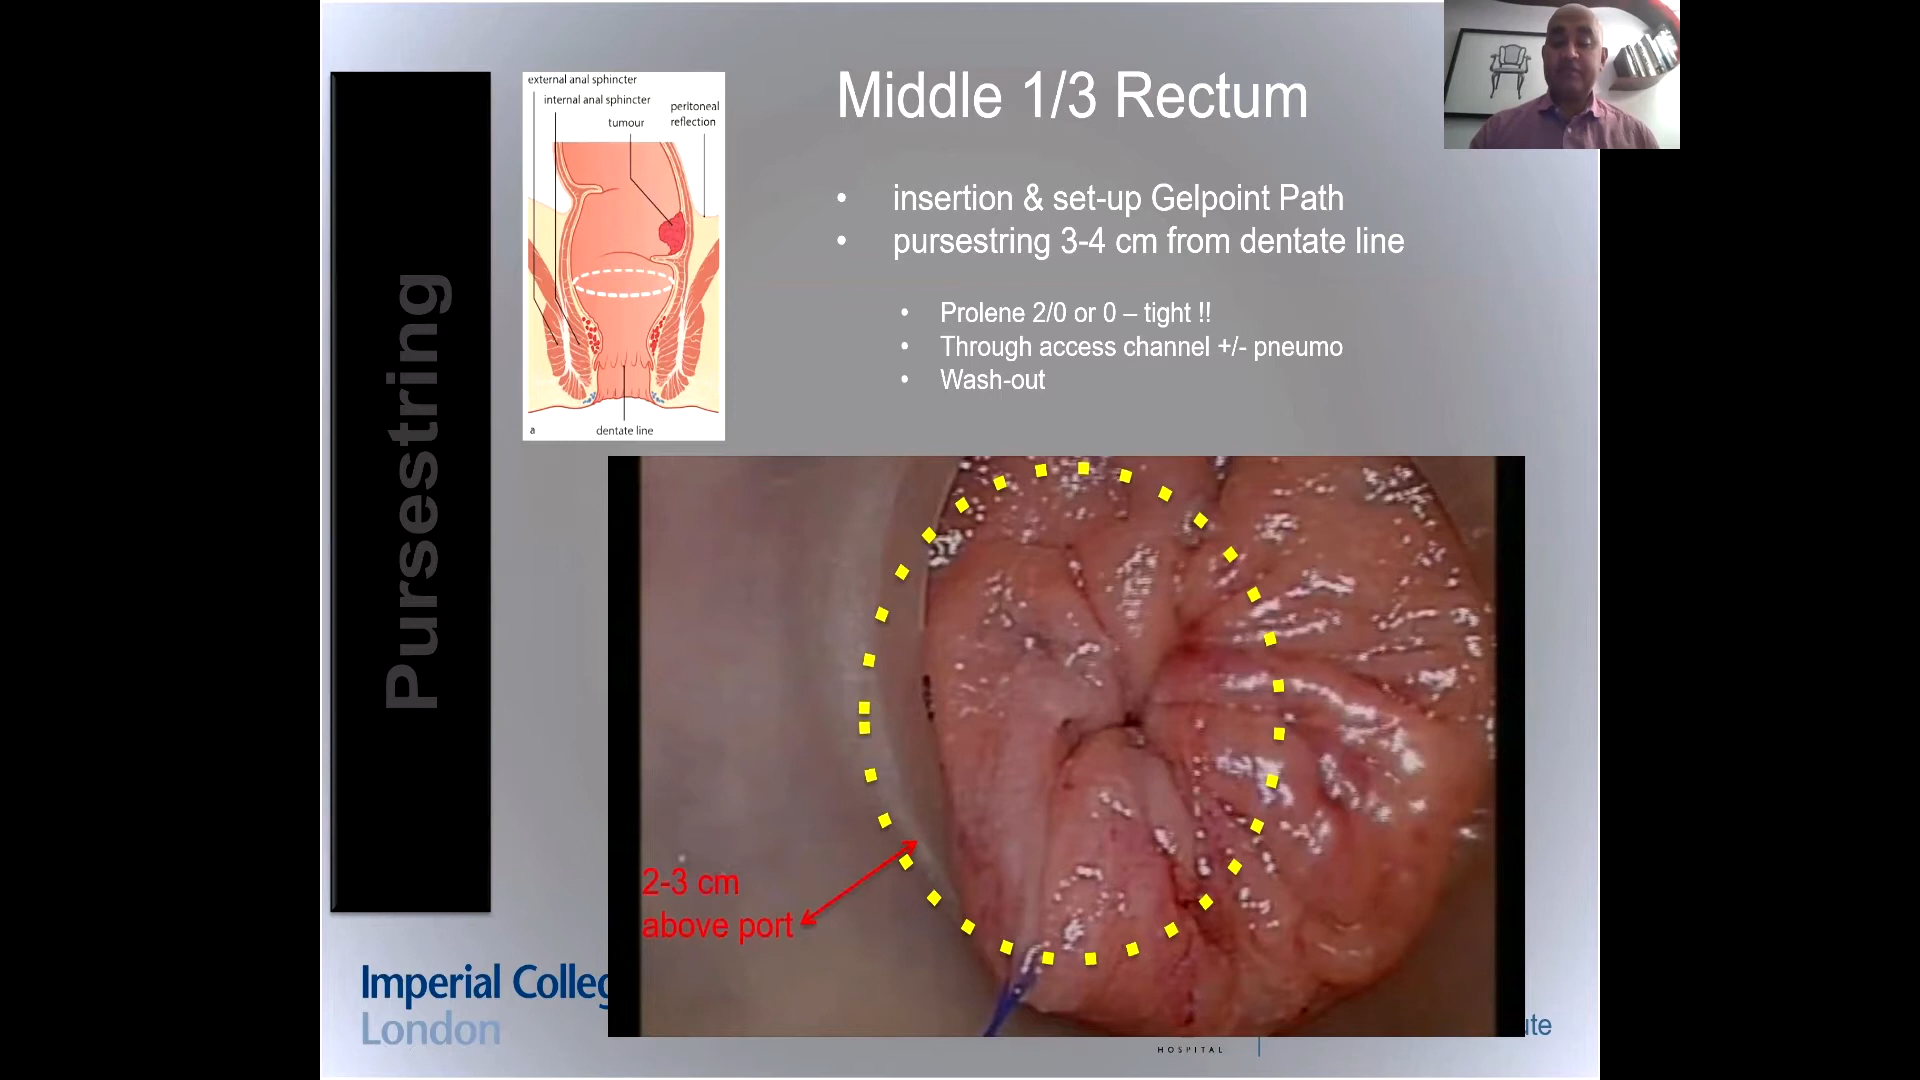 Pursestring
external anal sphincter
internal anal sphincter
peritoneal
reflection
tumour
a
dentate line
Middle 1/3 Rectum
• insertion & set-up Gelpoint Path
• pursestring 3-4 cm from dentate line
• Prolene 2/0 or 0 – tight !!
• Through access channel +/- pneumo
• Wash-out
2-3 cm
above port
Imperial Colleg
London
HOSPITAL
ute